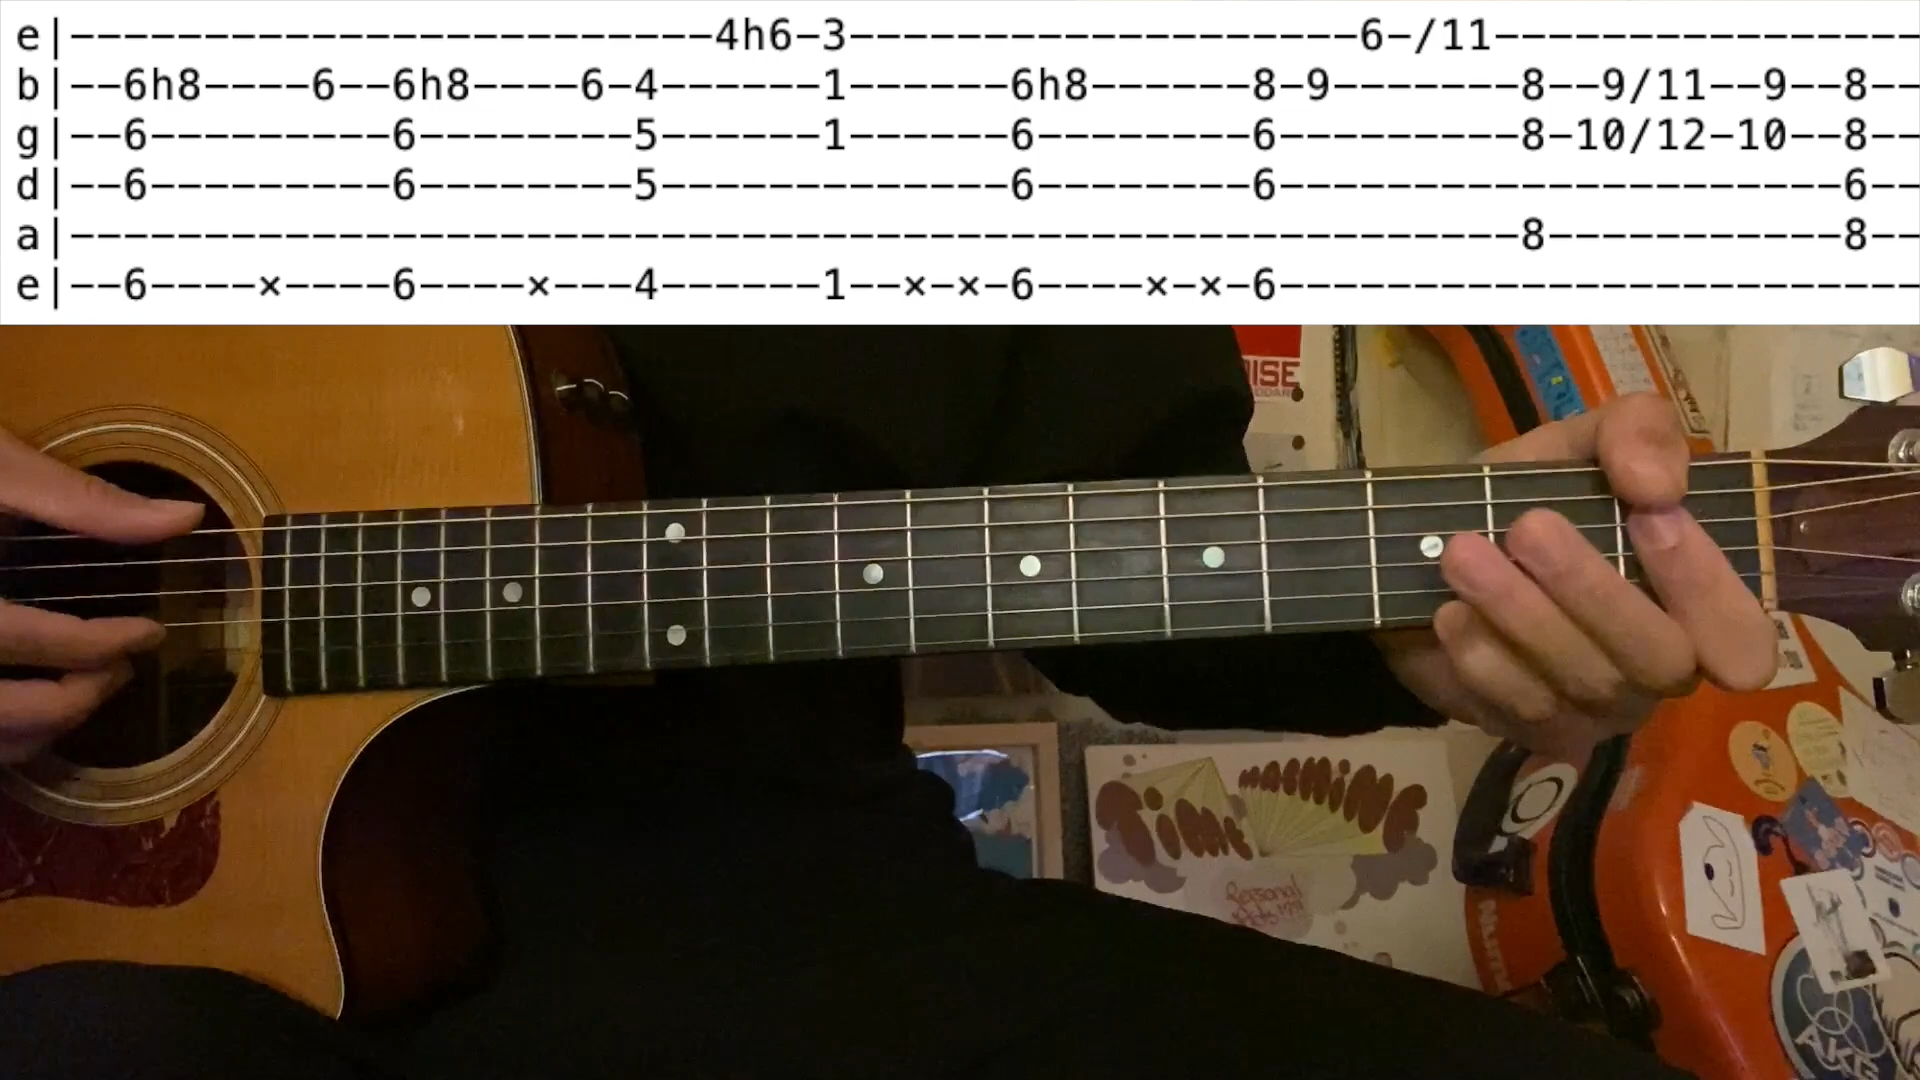 e|------------------------4h6-3-------------------6-/11----------------
b|--6h8----6--6h8----6-4------1------6h8------8-9-------8--9/11--9--8--
g|--6---------6--------5------1------6--------6---------8-10/12-10--8--
d|--6---------6--------5-------------6--------6---------------------6--
a|------------------------------------------------------8-----------8--
e|--6----×----6----×---4------1--×-×-6----×-×-6------------------------
TIME
MACHINE
Personal
AKG